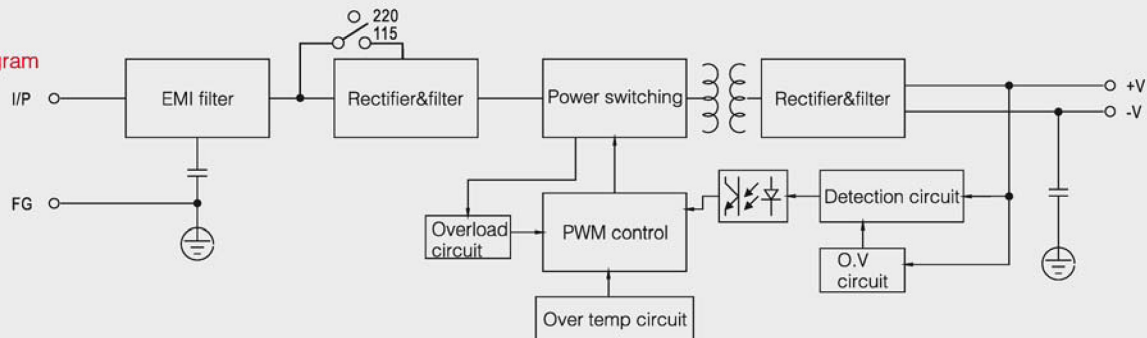 220
115
gram
I/P
EMI filter
Rectifier&filter
Power switching
Rectifier&filter
+V
-V
FG
Overload
circuit
PWM control
Detection circuit
O.V
circuit
Over temp circuit